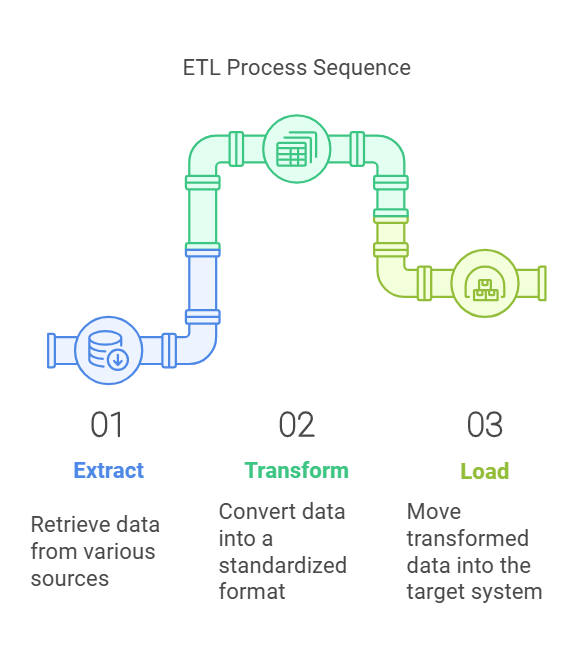 ETL Process Sequence
01
02
03
Extract
Transform
Load
Retrieve data
from various
sources
Convert data
into a
standardized
format
Move
transformed
data into the
target system